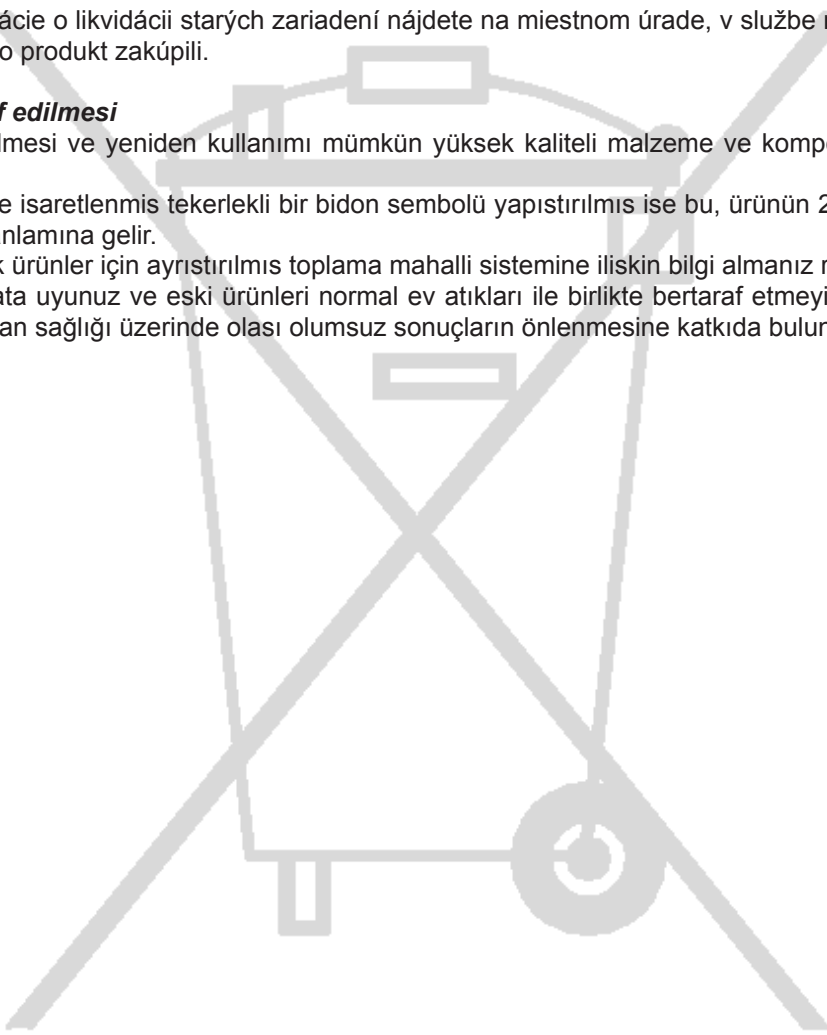 ácie o likvidácii starých zariadení nájdete na miestnom úrade, v službe
o produkt zakúpili.
f edilmesi
lmesi ve yeniden kullanımı mümkün yüksek kaliteli malzeme ve
e isaretlenmis tekerlekli bir bidon sembolü yapıstırılmıs ise bu, ürünün 2
nlamına gelir.
k ürünler için ayrıstırılmıs toplama mahalli sistemine iliskin bilgi almanız
ata uyunuz ve eski ürünleri normal ev atıkları ile birlikte bertaraf etmeyi
an sağlığı üzerinde olası olumsuz sonuçların önlenmesine katkıda bulun